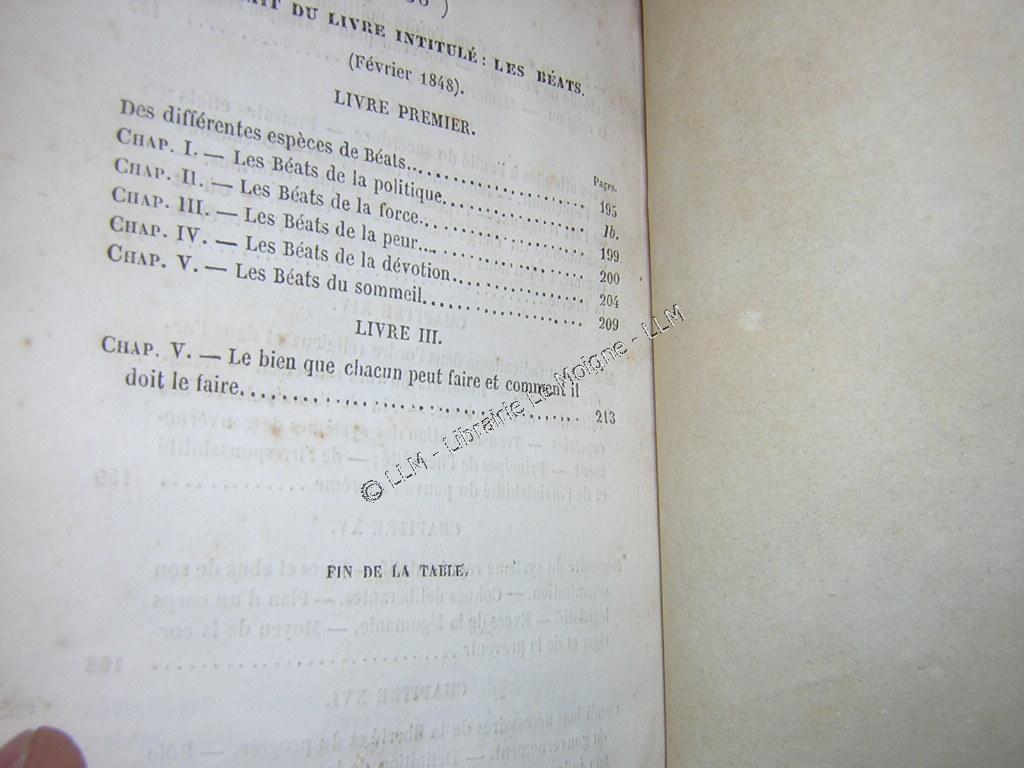 DU LIVRE INTITULÉ : LES BÉATS.
(Février 1848).
LIVRE PREMIER.
Pages.
Des différentes espèces de Béats.......................... 195
CHAP. I. — Les Béats de la politique.................. Ib.
CHAP. II. — Les Béats de la force..................... 199
CHAP. III. — Les Béats de la peur..................... 200
CHAP. IV. — Les Béats de la dévotion................. 204
CHAP. V. — Les Béats du sommeil..................... 209
LIVRE III.
CHAP. V. — Le bien que chacun peut faire et comment il
doit le faire........................................ 213
FIN DE LA TABLE.
© LLM - Librairie Le Moigne - LLM